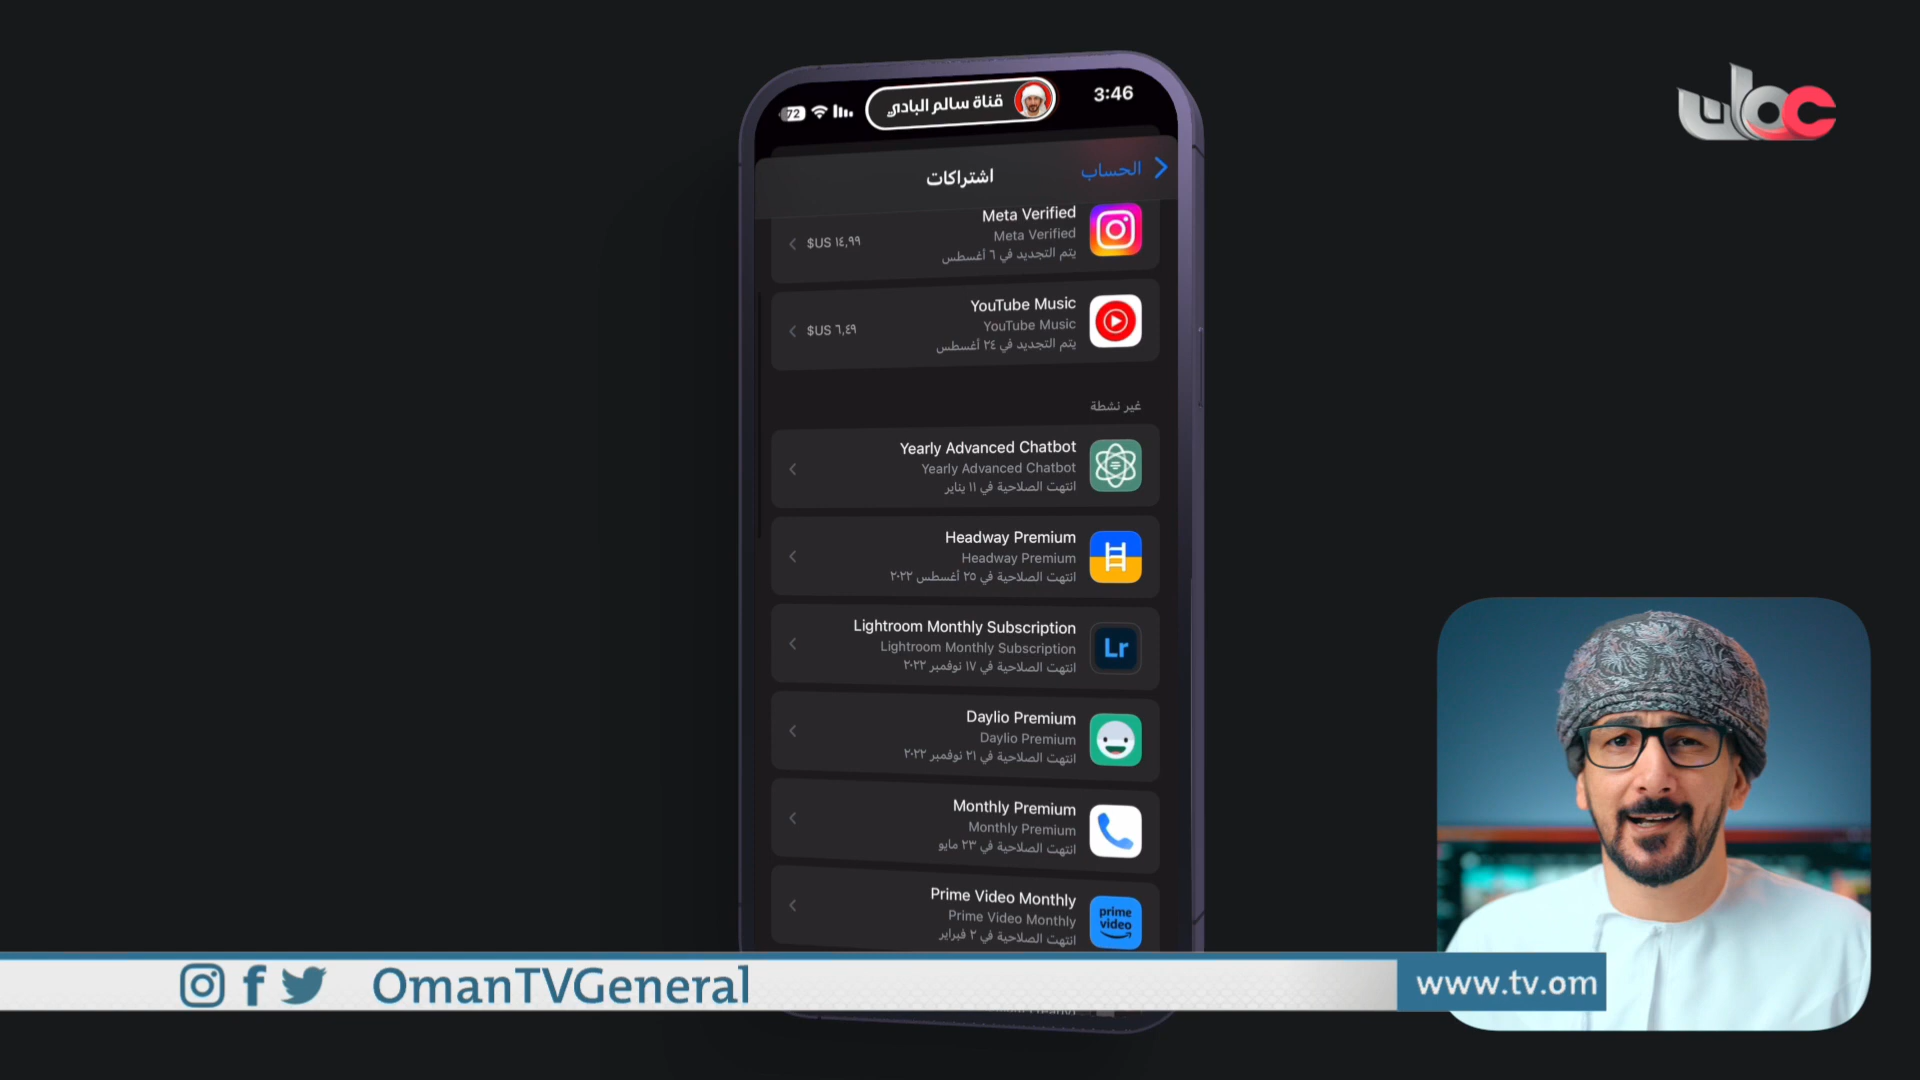 72
قناة سالم البادي
3:46
عمان
الحساب
اشتراكات
Meta Verified
Meta Verified
يتم التجديد في ٦ أغسطس
$US ١٤,٩٩
YouTube Music
YouTube Music
يتم التجديد في ٢٤ أغسطس
$US ٦,٤٩
غير نشطة
Yearly Advanced Chatbot
Yearly Advanced Chatbot
انتهت الصلاحية في ١١ يناير
Headway Premium
Headway Premium
انتهت الصلاحية في ٢٥ أغسطس ٢٠٢٢
Lightroom Monthly Subscription
Lightroom Monthly Subscription
انتهت الصلاحية في ١٧ نوفمبر ٢٠٢٢
Lr
Daylio Premium
Daylio Premium
انتهت الصلاحية في ٢١ نوفمبر ٢٠٢٢
Monthly Premium
Monthly Premium
انتهت الصلاحية في ٢٣ مايو
Prime Video Monthly
Prime Video Monthly
انتهت الصلاحية في ٢ فبراير
prime
video
OmanTVGeneral
www.tv.om